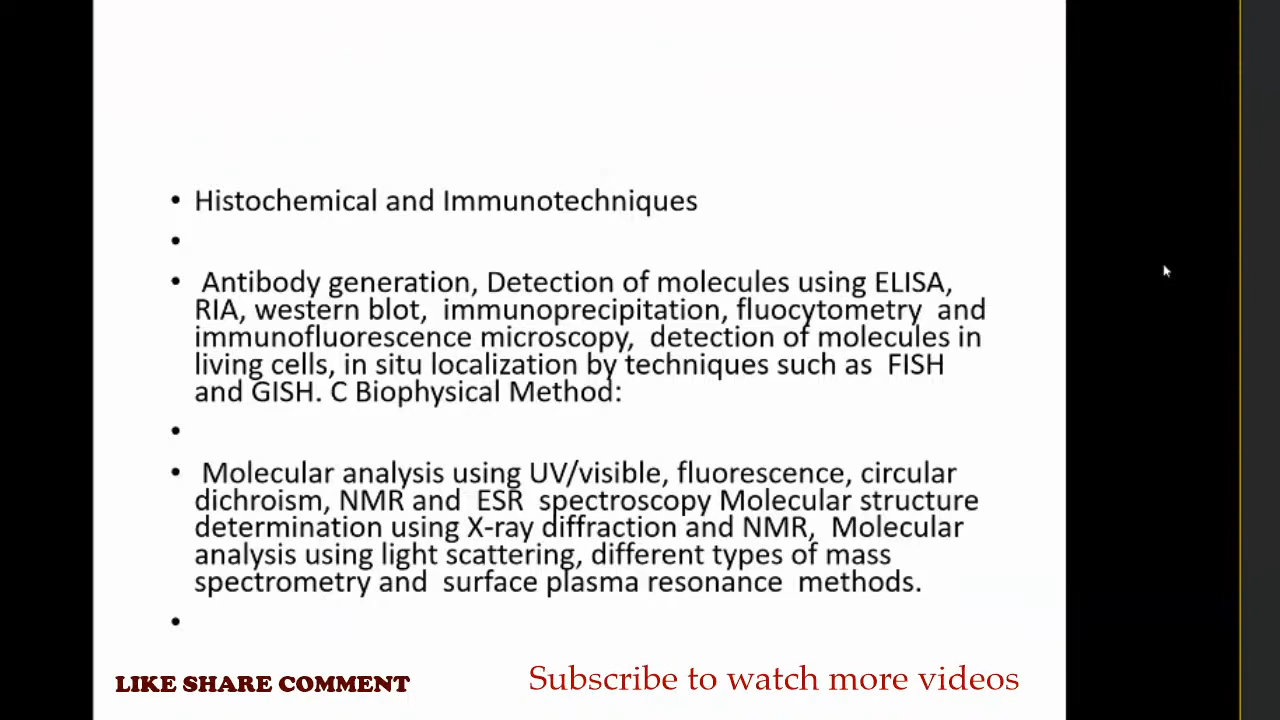 • Histochemical and Immunotechniques
•
• Antibody generation, Detection of molecules using ELISA,
RIA, western blot, immunoprecipitation, fluocytometry and
immunofluorescence microscopy, detection of molecules in
living cells, in situ localization by techniques such as FISH
and GISH. C Biophysical Method:
•
• Molecular analysis using UV/visible, fluorescence, circular
dichroism, NMR and ESR spectroscopy Molecular structure
determination using X-ray diffraction and NMR, Molecular
analysis using light scattering, different types of mass
spectrometry and surface plasma resonance methods.
•
LIKE SHARE COMMENT
Subscribe to watch more videos